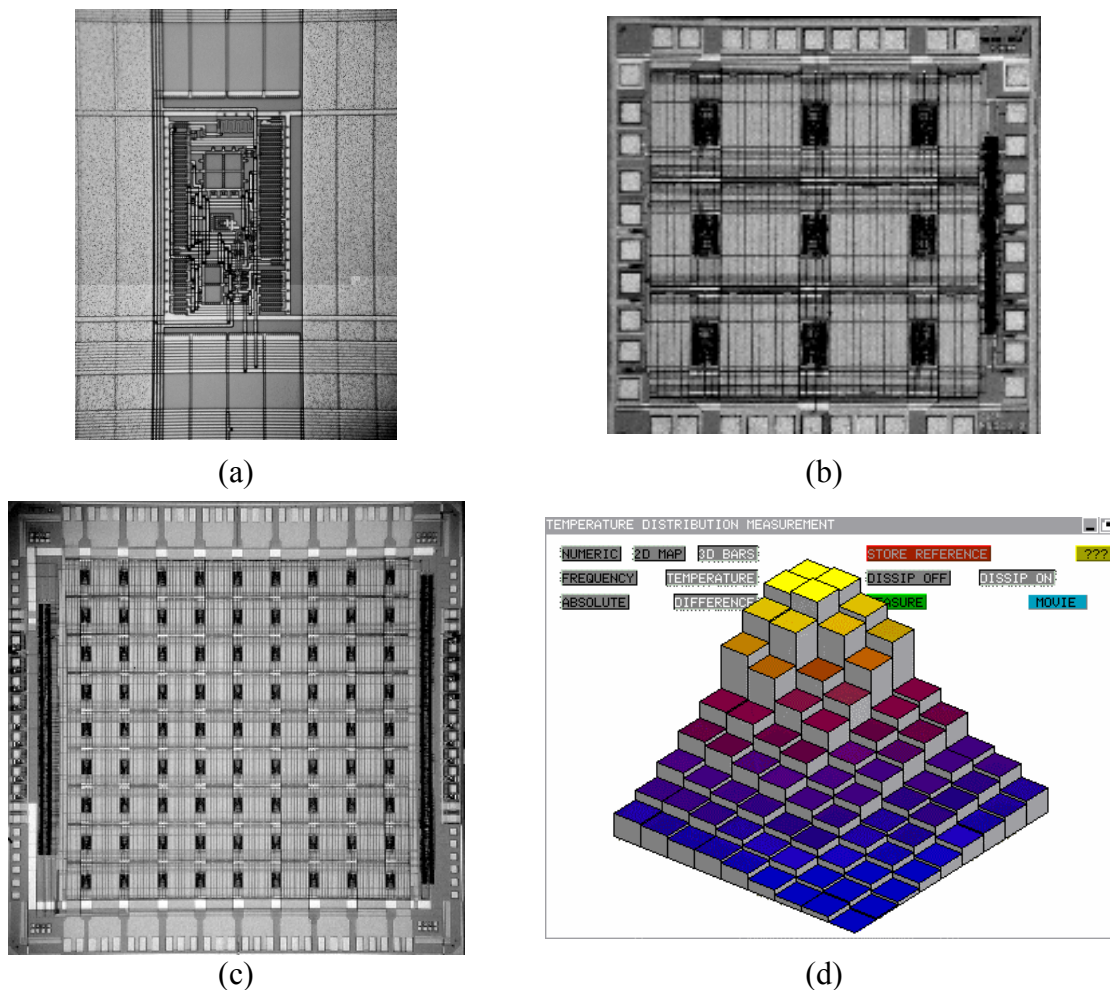 (a)
(b)
(c)
TEMPERATURE DISTRIBUTION MEASUREMENT
NUMERIC 2D MAP 3D BARS STORE REFERENCE ???
FREQUENCY TEMPERATURE DISSIP OFF DISSIP ON
ABSOLUTE DIFFERENCE MOVIE
(d)